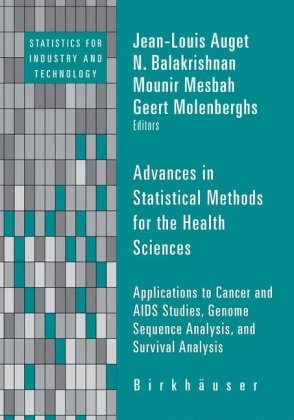 STATISTICS FOR
INDUSTRY AND
TECHNOLOGY
Jean-Louis Auget
N. Balakrishnan
Mounir Mesbah
Geert Molenberghs
Editors
Advances in
Statistical Methods
for the Health
Sciences
Applications to Cancer and
AIDS Studies, Genome
Sequence Analysis, and
Survival Analysis
Birkhäuser